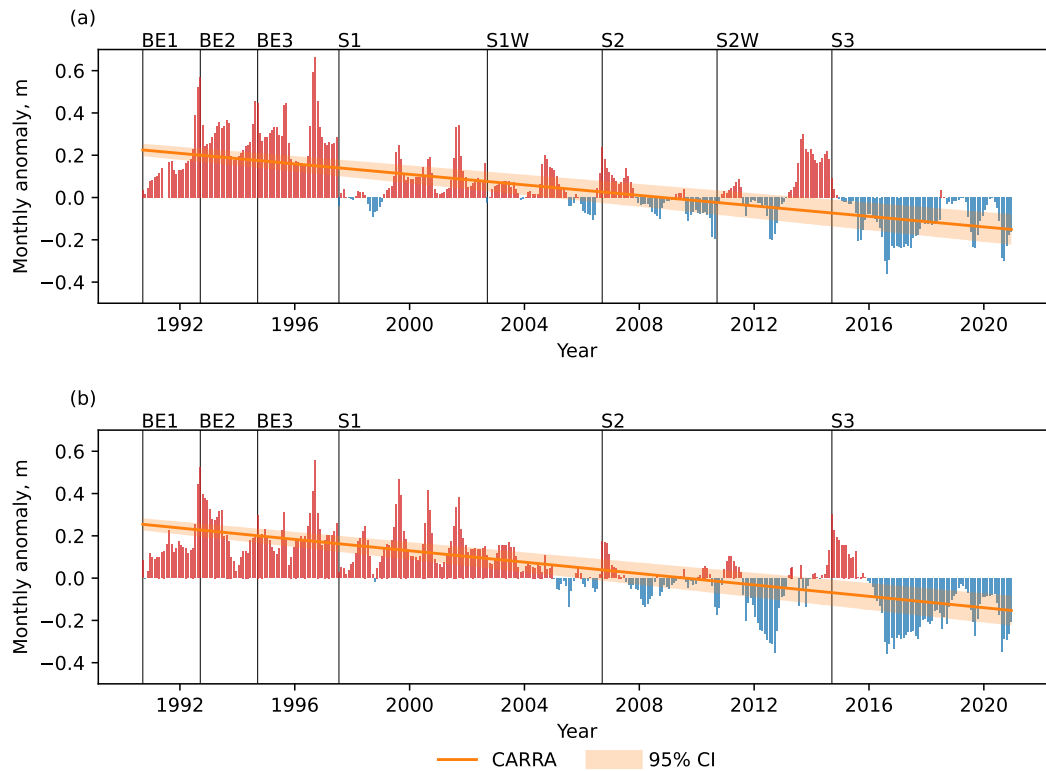 (a)
BE1 BE2 BE3 S1 S1W S2 S2W S3
0.6
0.4
0.2
0.0
−0.2
−0.4
Monthly anomaly, m
1992 1996 2000 2004 2008 2012 2016 2020
Year
(b)
BE1 BE2 BE3 S1 S2 S3
0.6
0.4
0.2
0.0
−0.2
−0.4
Monthly anomaly, m
1992 1996 2000 2004 2008 2012 2016 2020
Year
CARRA 95% CI